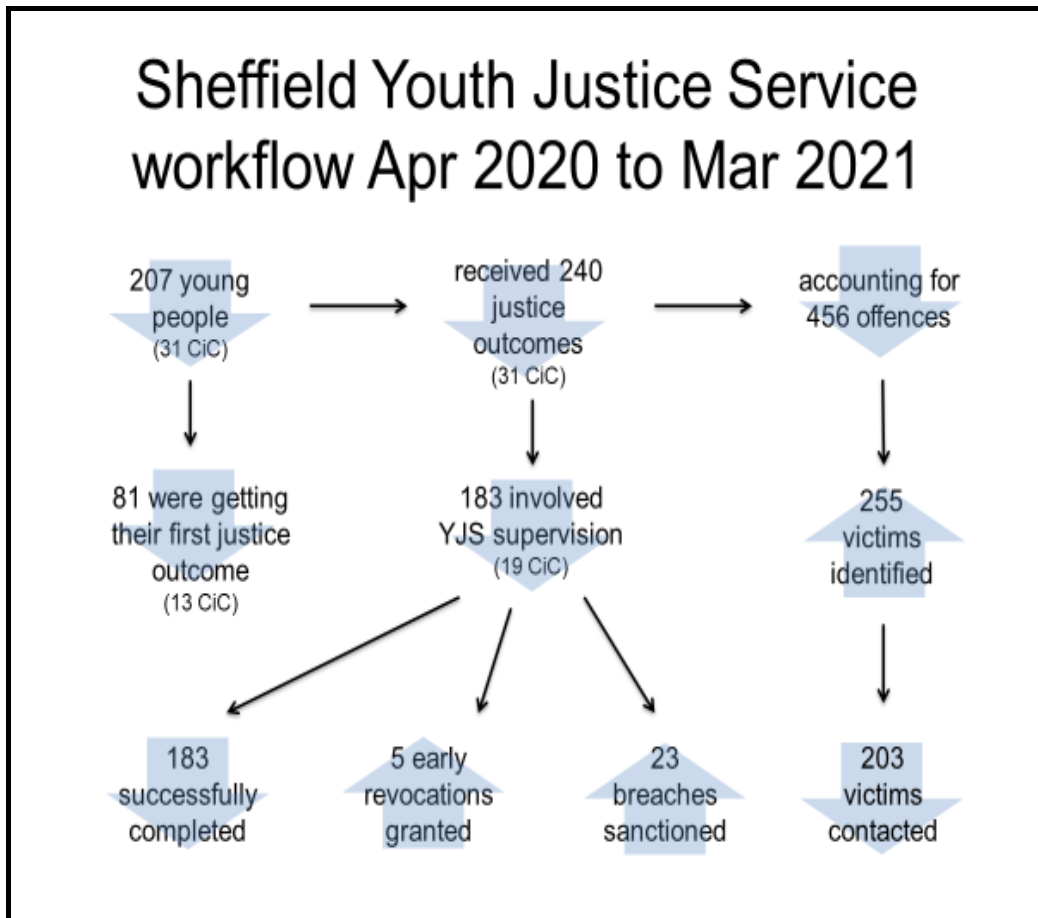 Sheffield Youth Justice Service
workflow Apr 2020 to Mar 2021
207 young
people
(31 CiC)
received 240
justice
outcomes
(31 CiC)
accounting for
456 offences
81 were getting
their first justice
outcome
(13 CiC)
183 involved
YJS supervision
(19 CiC)
255
victims
identified
183
successfully
completed
5 early
revocations
granted
23
breaches
sanctioned
203
victims
contacted